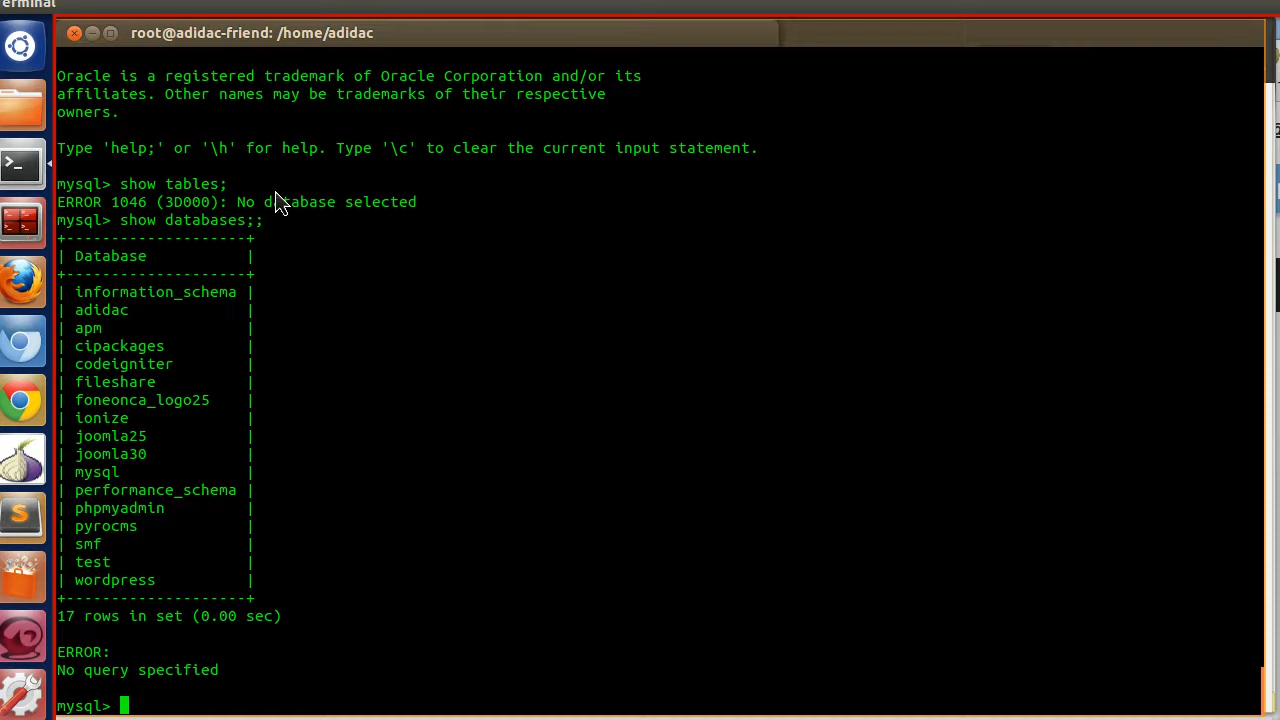 erminal
root@adidac-friend: /home/adidac
Oracle is a registered trademark of Oracle Corporation and/or its
affiliates. Other names may be trademarks of their respective
owners.
Type 'help;' or '\h' for help. Type '\c' to clear the current input statement.
mysql> show tables;
ERROR 1046 (3D000): No database selected
mysql> show databases;;
+--------------------+
| Database           |
+--------------------+
| information_schema |
| adidac             |
| apm                |
| cipackages         |
| codeigniter        |
| fileshare          |
| foneonca_logo25    |
| ionize             |
| joomla25           |
| joomla30           |
| mysql              |
| performance_schema |
| phpmyadmin         |
| pyrocms            |
| smf                |
| test               |
| wordpress          |
+--------------------+
17 rows in set (0.00 sec)
ERROR:
No query specified
mysql>